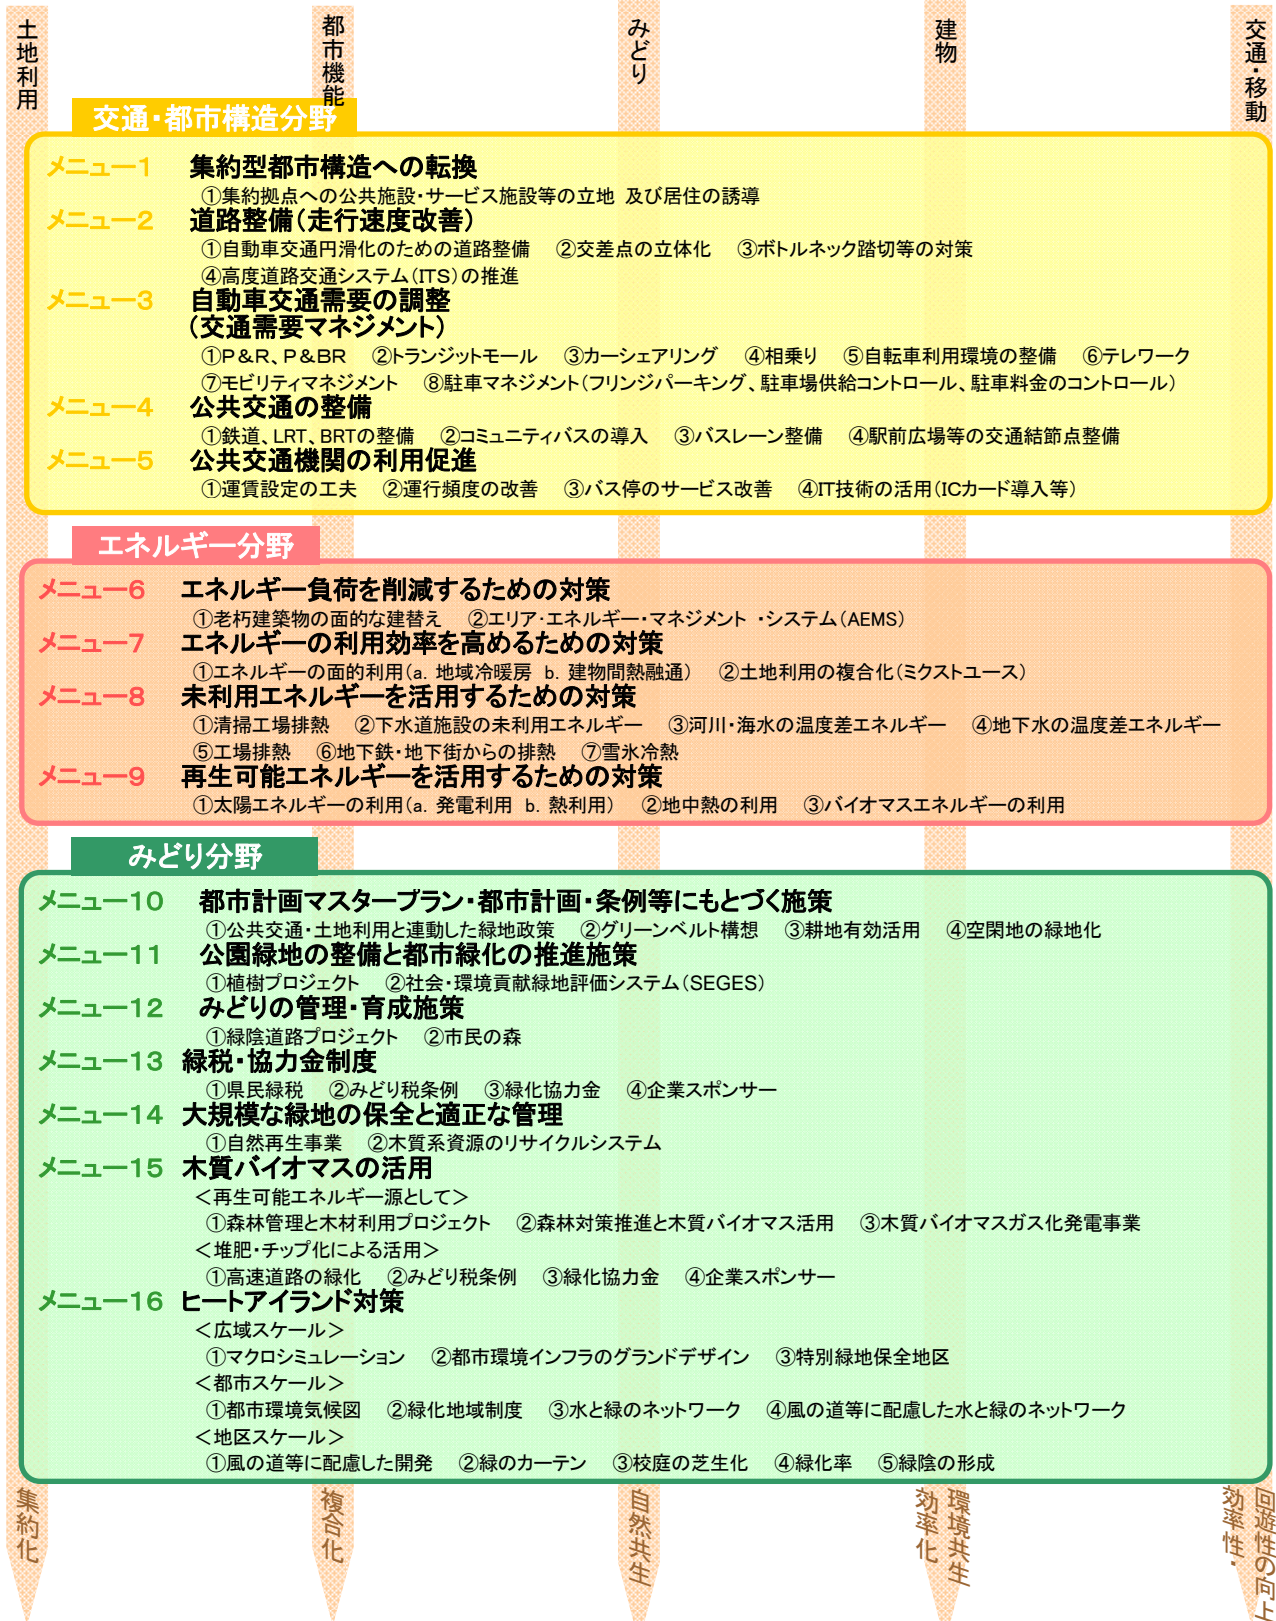 土地利用
都市機能
みどり
建物
交通・移動
交通・都市構造分野
メニュー1 集約型都市構造への転換
①集約拠点への公共施設・サービス施設等の立地 及び居住の誘導
メニュー2 道路整備(走行速度改善)
①自動車交通円滑化のための道路整備 ②交差点の立体化 ③ボトルネック踏切等の対策
④高度道路交通システム(ITS)の推進
メニュー3 自動車交通需要の調整
(交通需要マネジメント)
①P&R、P&BR ②トランジットモール ③カーシェアリング ④相乗り ⑤自転車利用環境の整備 ⑥テレワーク
⑦モビリティマネジメント ⑧駐車マネジメント(フリンジパーキング、駐車場供給コントロール、駐車料金のコントロール)
メニュー4 公共交通の整備
①鉄道、LRT、BRTの整備 ②コミュニティバスの導入 ③バスレーン整備 ④駅前広場等の交通結節点整備
メニュー5 公共交通機関の利用促進
①運賃設定の工夫 ②運行頻度の改善 ③バス停のサービス改善 ④IT技術の活用(ICカード導入等)
エネルギー分野
メニュー6 エネルギー負荷を削減するための対策
①老朽建築物の面的な建替え ②エリア・エネルギー・マネジメント ・システム(AEMS)
メニュー7 エネルギーの利用効率を高めるための対策
①エネルギーの面的利用(a. 地域冷暖房 b. 建物間熱融通) ②土地利用の複合化(ミクストユース)
メニュー8 未利用エネルギーを活用するための対策
①清掃工場排熱 ②下水道施設の未利用エネルギー ③河川・海水の温度差エネルギー ④地下水の温度差エネルギー
⑤工場排熱 ⑥地下鉄・地下街からの排熱 ⑦雪氷冷熱
メニュー9 再生可能エネルギーを活用するための対策
①太陽エネルギーの利用(a. 発電利用 b. 熱利用) ②地中熱の利用 ③バイオマスエネルギーの利用
みどり分野
メニュー10 都市計画マスタープラン・都市計画・条例等にもとづく施策
①公共交通・土地利用と連動した緑地政策 ②グリーンベルト構想 ③耕地有効活用 ④空閑地の緑地化
メニュー11 公園緑地の整備と都市緑化の推進施策
①植樹プロジェクト ②社会・環境貢献緑地評価システム(SEGES)
メニュー12 みどりの管理・育成施策
①緑陰道路プロジェクト ②市民の森
メニュー13 緑税・協力金制度
①県民緑税 ②みどり税条例 ③緑化協力金 ④企業スポンサー
メニュー14 大規模な緑地の保全と適正な管理
①自然再生事業 ②木質系資源のリサイクルシステム
メニュー15 木質バイオマスの活用
<再生可能エネルギー源として>
①森林管理と木材利用プロジェクト ②森林対策推進と木質バイオマス活用 ③木質バイオマスガス化発電事業
<堆肥・チップ化による活用>
①高速道路の緑化 ②みどり税条例 ③緑化協力金 ④企業スポンサー
メニュー16 ヒートアイランド対策
<広域スケール>
①マクロシミュレーション ②都市環境インフラのグランドデザイン ③特別緑地保全地区
<都市スケール>
①都市環境気候図 ②緑化地域制度 ③水と緑のネットワーク ④風の道等に配慮した水と緑のネットワーク
<地区スケール>
①風の道等に配慮した開発 ②緑のカーテン ③校庭の芝生化 ④緑化率 ⑤緑陰の形成
集約化
複合化
自然共生
環境共生
効率化
回遊性の向上
効率性・